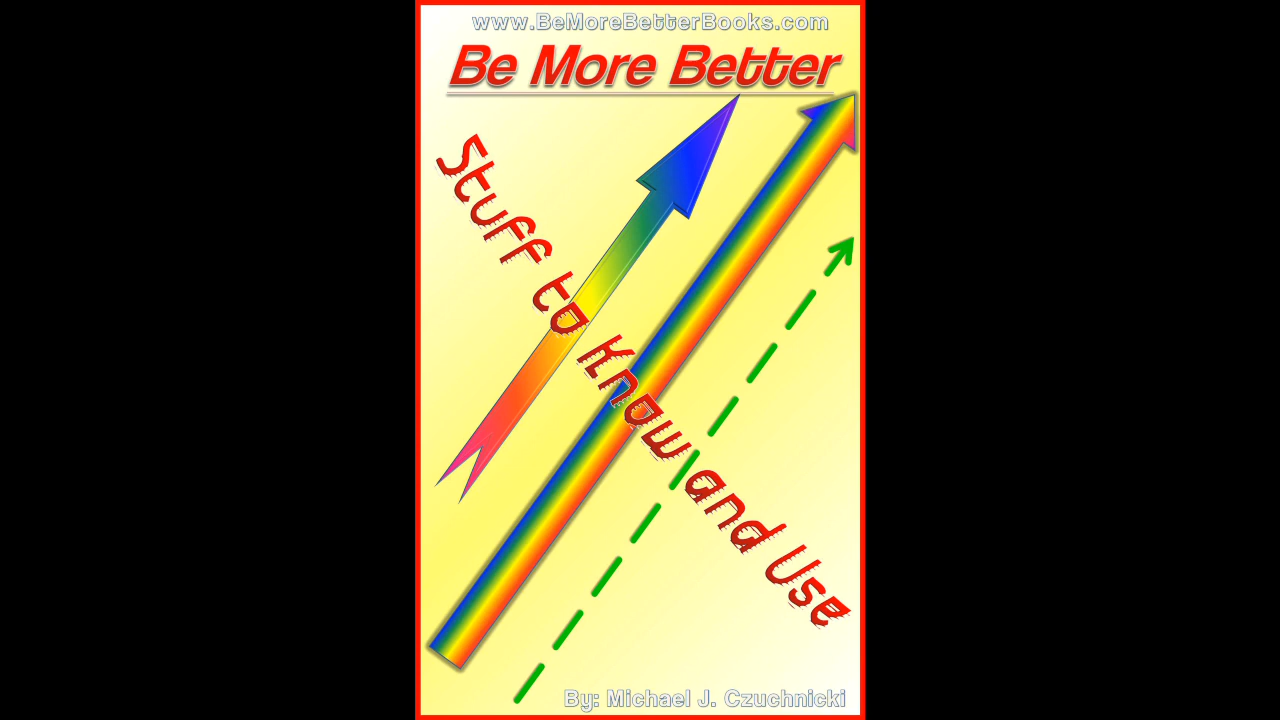 www.BeMoreBetterBooks.com
Be More Better
Stuff to Know and Use
By: Michael J. Czuchnicki